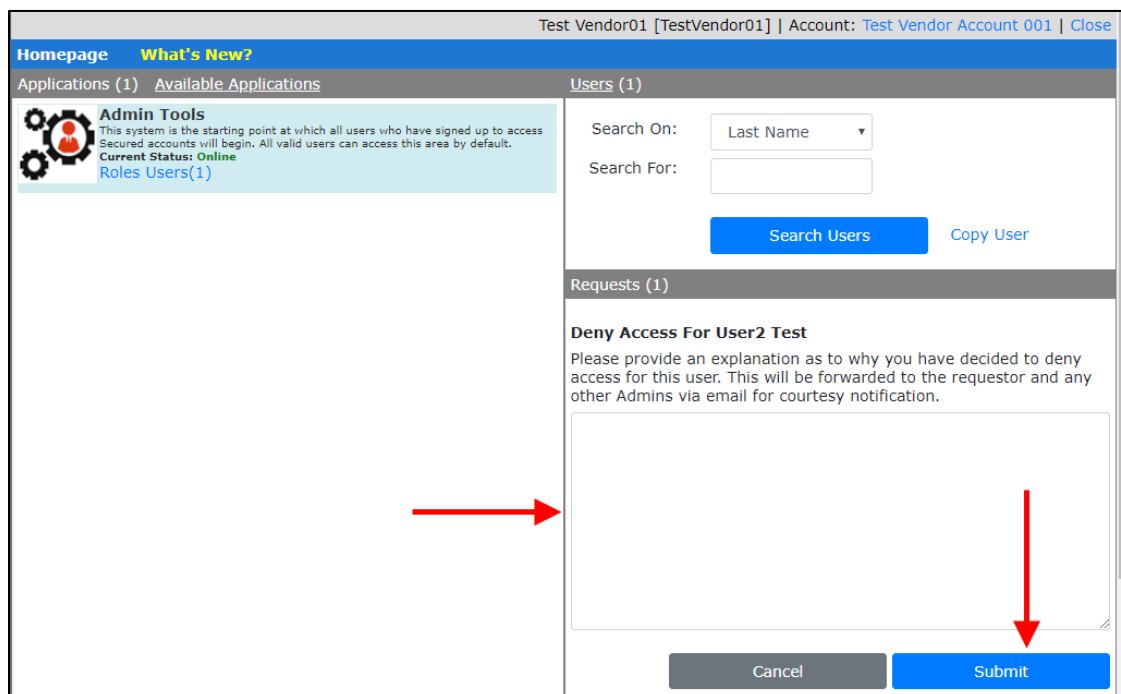 Test Vendor01 [TestVendor01] | Account: Test Vendor Account 001 | Close
Homepage What's New?
Applications (1) Available Applications
Admin Tools
This system is the starting point at which all users who have signed up to access
Secured accounts will begin. All valid users can access this area by default.
Current Status: Online
Roles Users(1)
Users (1)
Search On: Last Name
Search For:
Search Users Copy User
Requests (1)
Deny Access For User2 Test
Please provide an explanation as to why you have decided to deny
access for this user. This will be forwarded to the requestor and any
other Admins via email for courtesy notification.
Cancel Submit